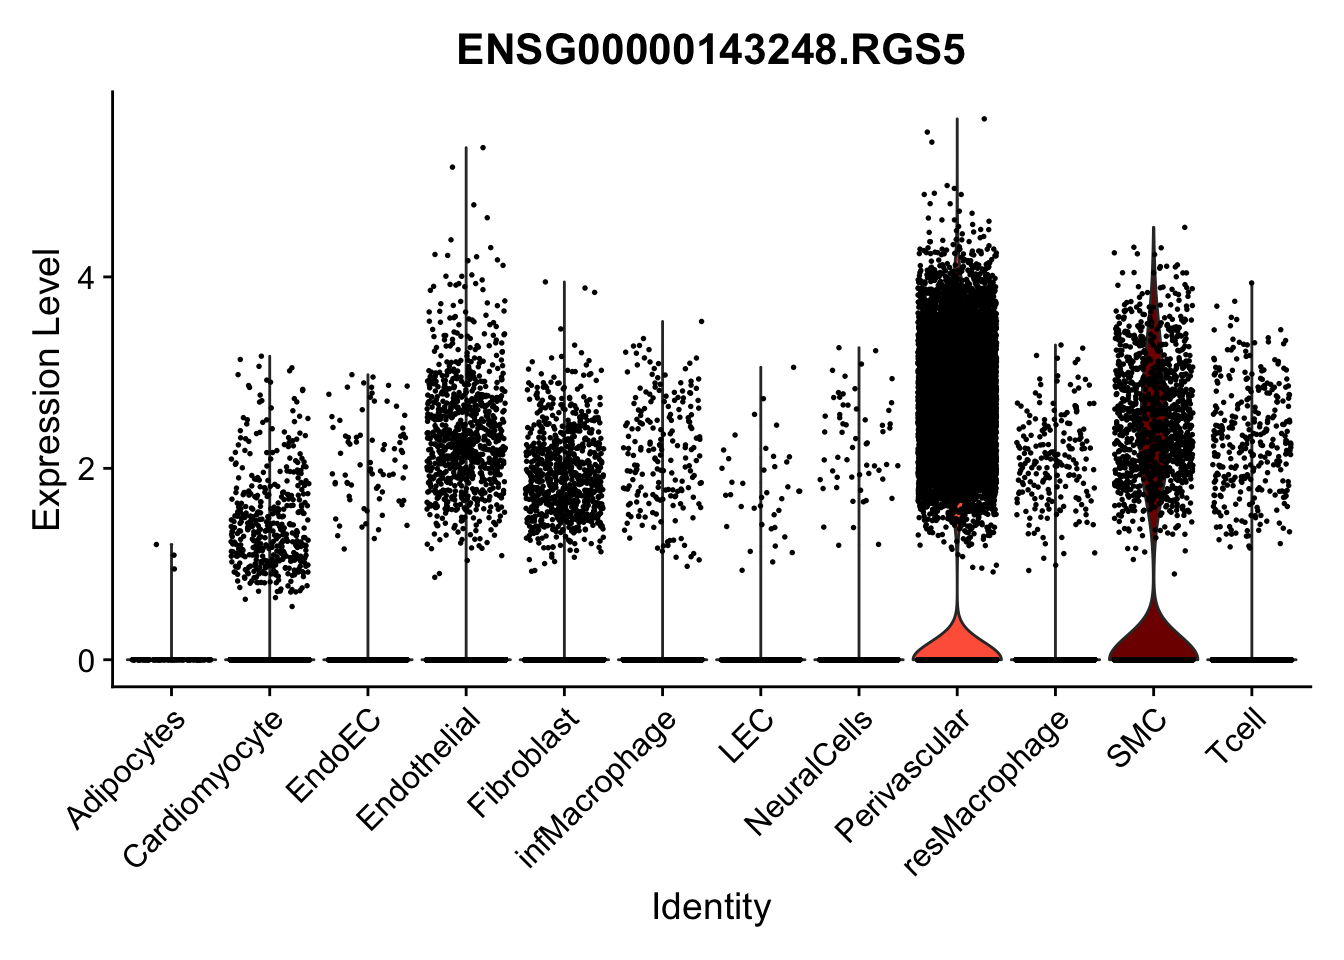 ENSG00000143248.RGS5
Expression Level
4
2
0
Adipocytes
Cardiomyocyte
EndoEC
Endothelial
Fibroblast
infMacrophage
LEC
NeuralCells
Perivascular
resMacrophage
SMC
Tcell
Identity